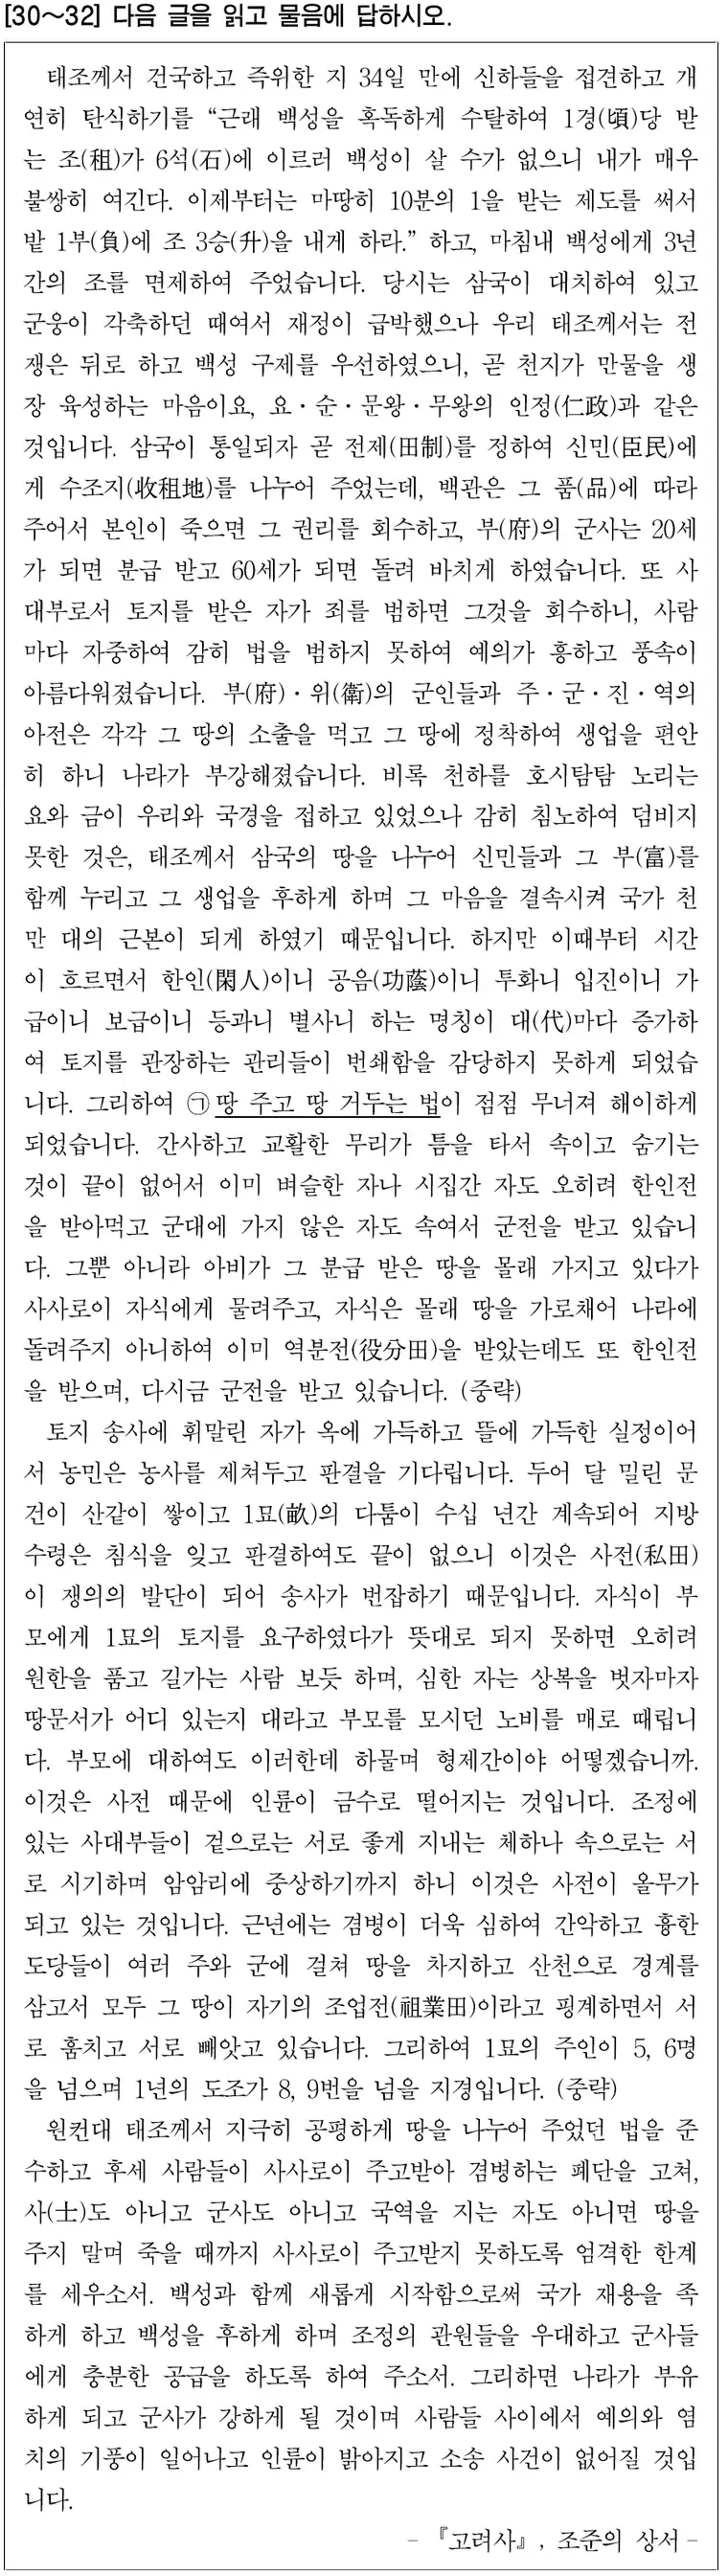 [30～32] 다음 글을 읽고 물음에 답하시오.
태조께서 건국하고 즉위한 지 34일 만에 신하들을 접견하고 개
연히 탄식하기를 “근래 백성을 혹독하게 수탈하여 1경(頃)당 받
는 조(租)가 6석(石)에 이르러 백성이 살 수가 없으니 내가 매우
불쌍히 여긴다. 이제부터는 마땅히 10분의 1을 받는 제도를 써서
밭 1부(負)에 조 3승(升)을 내게 하라.” 하고, 마침내 백성에게 3년
간의 조를 면제하여 주었습니다. 당시는 삼국이 대치하여 있고
군웅이 각축하던 때여서 재정이 급박했으나 우리 태조께서는 전
쟁은 뒤로 하고 백성 구제를 우선하였으니, 곧 천지가 만물을 생
장 육성하는 마음이요, 요·순·문왕·무왕의 인정(仁政)과 같은
것입니다. 삼국이 통일되자 곧 전제(田制)를 정하여 신민(臣民)에
게 수조지(收租地)를 나누어 주었는데, 백관은 그 품(品)에 따라
주어서 본인이 죽으면 그 권리를 회수하고, 부(府)의 군사는 20세
가 되면 분급 받고 60세가 되면 돌려 바치게 하였습니다. 또 사
대부로서 토지를 받은 자가 죄를 범하면 그것을 회수하니, 사람
마다 자중하여 감히 법을 범하지 못하여 예의가 흥하고 풍속이
아름다워졌습니다. 부(府)·위(衛)의 군인들과 주·군·진·역의
아전은 각각 그 땅의 소출을 먹고 그 땅에 정착하여 생업을 편안
히 하니 나라가 부강해졌습니다. 비록 천하를 호시탐탐 노리는
요와 금이 우리와 국경을 접하고 있었으나 감히 침노하여 덤비지
못한 것은, 태조께서 삼국의 땅을 나누어 신민들과 그 부(富)를
함께 누리고 그 생업을 후하게 하며 그 마음을 결속시켜 국가 천
만 대의 근본이 되게 하였기 때문입니다. 하지만 이때부터 시간
이 흐르면서 한인(閑人)이니 공음(功蔭)이니 투화니 입진이니 가
급이니 보급이니 등과니 별사니 하는 명칭이 대(代)마다 증가하
여 토지를 관장하는 관리들이 번쇄함을 감당하지 못하게 되었습
니다. 그리하여 ㉠땅 주고 땅 거두는 법이 점점 무너져 해이하게
되었습니다. 간사하고 교활한 무리가 틈을 타서 속이고 숨기는
것이 끝이 없어서 이미 벼슬한 자나 시집간 자도 오히려 한인전
을 받아먹고 군대에 가지 않은 자도 속여서 군전을 받고 있습니
다. 그뿐 아니라 아비가 그 분급 받은 땅을 몰래 가지고 있다가
사사로이 자식에게 물려주고, 자식은 몰래 땅을 가로채어 나라에
돌려주지 아니하여 이미 역분전(役分田)을 받았는데도 또 한인전
을 받으며, 다시금 군전을 받고 있습니다. (중략)
토지 송사에 휘말린 자가 옥에 가득하고 뜰에 가득한 실정이어
서 농민은 농사를 제쳐두고 판결을 기다립니다. 두어 달 밀린 문
건이 산같이 쌓이고 1묘(畝)의 다툼이 수십 년간 계속되어 지방
수령은 침식을 잊고 판결하여도 끝이 없으니 이것은 사전(私田)
이 쟁의의 발단이 되어 송사가 번잡하기 때문입니다. 자식이 부
모에게 1묘의 토지를 요구하였다가 뜻대로 되지 못하면 오히려
원한을 품고 길가는 사람 보듯 하며, 심한 자는 상복을 벗자마자
땅문서가 어디 있는지 대라고 부모를 모시던 노비를 매로 때립니
다. 부모에 대하여도 이러한데 하물며 형제간이야 어떻겠습니까.
이것은 사전 때문에 인륜이 금수로 떨어지는 것입니다. 조정에
있는 사대부들이 겉으로는 서로 좋게 지내는 체하나 속으로는 서
로 시기하며 암암리에 중상하기까지 하니 이것은 사전이 올무가
되고 있는 것입니다. 근년에는 겸병이 더욱 심하여 간악하고 흉한
도당들이 여러 주와 군에 걸쳐 땅을 차지하고 산천으로 경계를
삼고서 모두 그 땅이 자기의 조업전(祖業田)이라고 핑계하면서 서
로 훔치고 서로 빼앗고 있습니다. 그리하여 1묘의 주인이 5, 6명
을 넘으며 1년의 도조가 8, 9번을 넘을 지경입니다. (중략)
원컨대 태조께서 지극히 공평하게 땅을 나누어 주었던 법을 준
수하고 후세 사람들이 사사로이 주고받아 겸병하는 폐단을 고쳐,
사(士)도 아니고 군사도 아니고 국역을 지는 자도 아니면 땅을
주지 말며 죽을 때까지 사사로이 주고받지 못하도록 엄격한 한계
를 세우소서. 백성과 함께 새롭게 시작함으로써 국가 재용을 족
하게 하고 백성을 후하게 하며 조정의 관원들을 우대하고 군사들
에게 충분한 공급을 하도록 하여 주소서. 그리하면 나라가 부유
하게 되고 군사가 강하게 될 것이며 사람들 사이에서 예의와 염
치의 기풍이 일어나고 인륜이 밝아지고 소송 사건이 없어질 것입
니다.
- 『고려사』, 조준의 상서 -